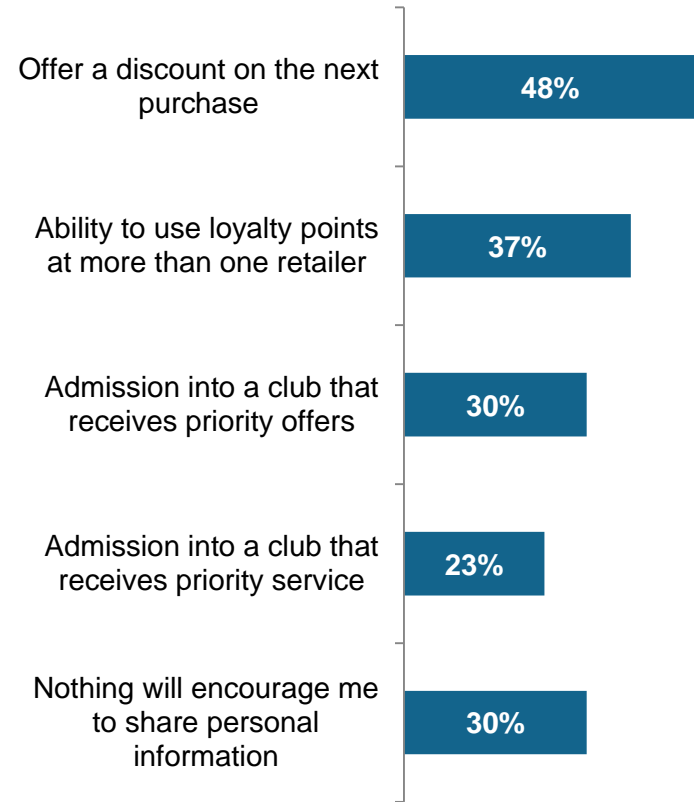 Offer a discount on the next
purchase
48%
Ability to use loyalty points
at more than one retailer
37%
Admission into a club that
receives priority offers
30%
Admission into a club that
receives priority service
23%
Nothing will encourage me
to share personal
information
30%